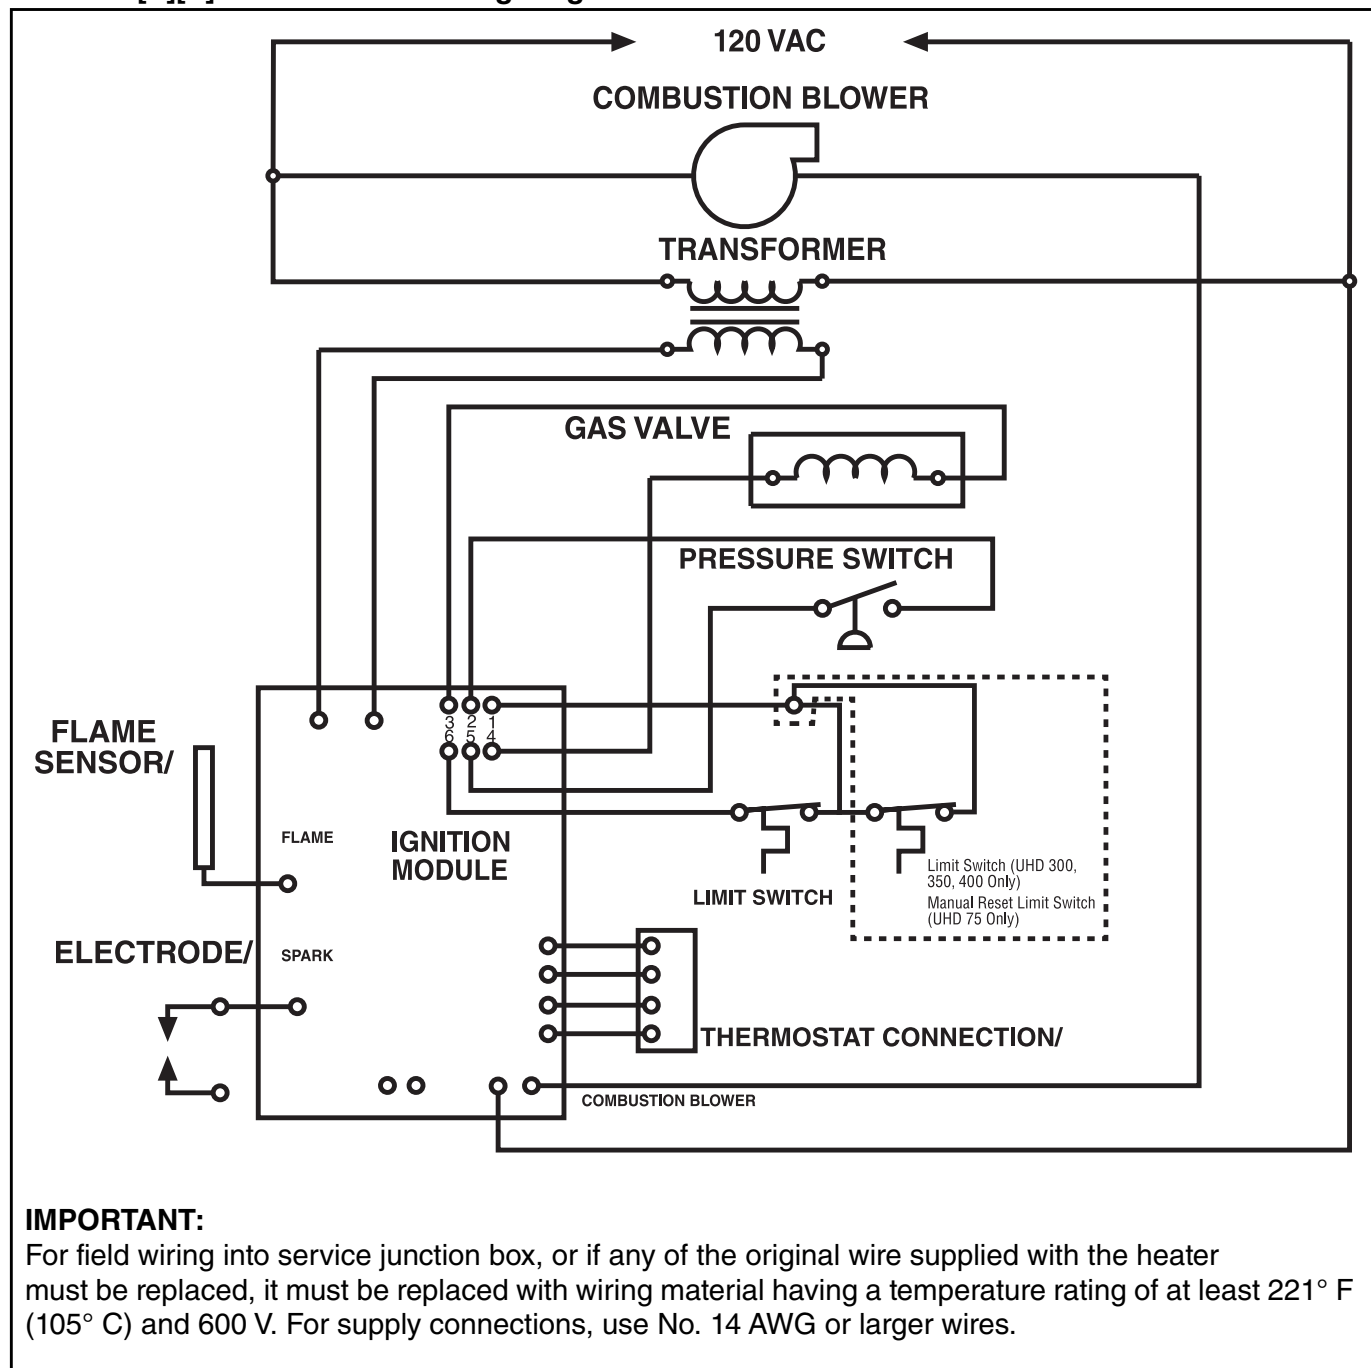 120 VAC
COMBUSTION BLOWER
TRANSFORMER
GAS VALVE
PRESSURE SWITCH
3 2 1
6 5 4
FLAME
SENSOR/
FLAME
IGNITION
MODULE
LIMIT SWITCH
Limit Switch (UHD 300,
350, 400 Only)
Manual Reset Limit Switch
(UHD 75 Only)
ELECTRODE/
SPARK
THERMOSTAT CONNECTION/
COMBUSTION BLOWER
IMPORTANT:
For field wiring into service junction box, or if any of the original wire supplied with the heater
must be replaced, it must be replaced with wiring material having a temperature rating of at least 221° F
(105° C) and 600 V. For supply connections, use No. 14 AWG or larger wires.